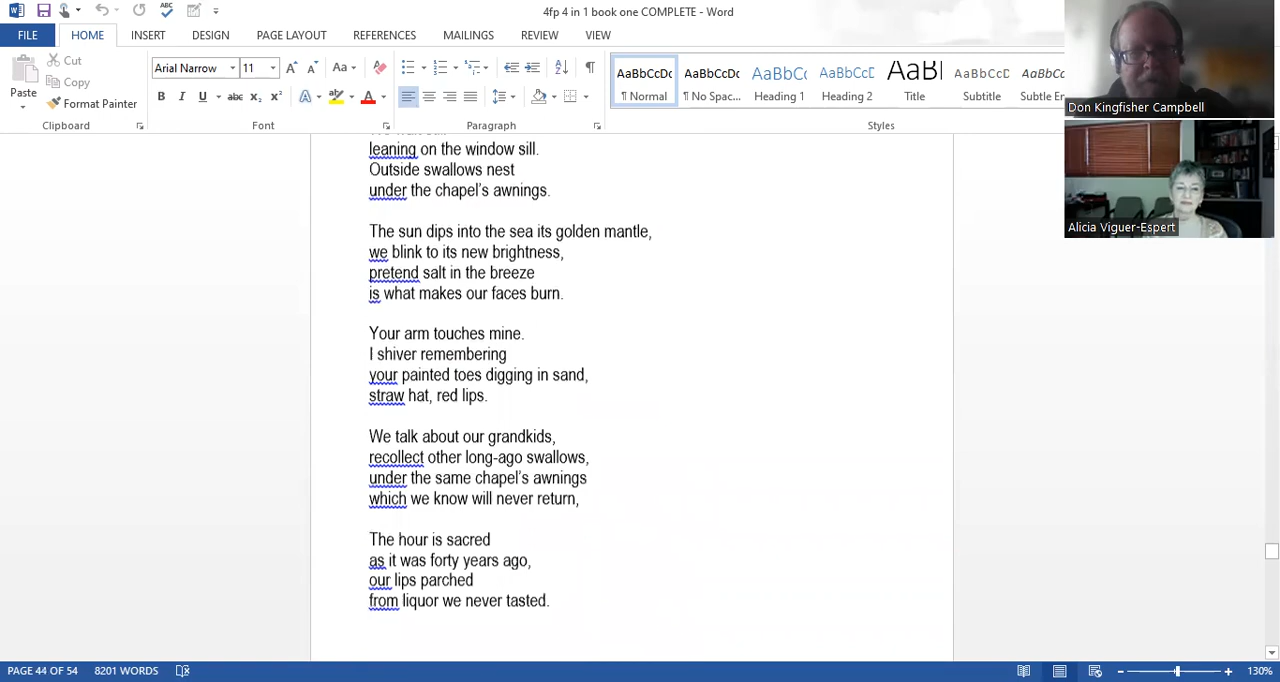 4fp 4 in 1 book one COMPLETE - Word
FILE HOME INSERT DESIGN PAGE LAYOUT REFERENCES MAILINGS REVIEW VIEW
Paste
Cut
Copy
Format Painter
Clipboard
Arial Narrow 11
Font
Paragraph
AaBbCcDc AaBbCcDc AaBbCc AaBbCcC AaBl AaBbCcD AaBbCcD
¶ Normal ¶ No Spac... Heading 1 Heading 2 Title Subtitle Subtle Em
Styles
Don Kingfisher Campbell
Alicia Viguer-Espert
leaning on the window sill.
Outside swallows nest
under the chapel's awnings.
The sun dips into the sea its golden mantle,
we blink to its new brightness,
pretend salt in the breeze
is what makes our faces burn.
Your arm touches mine.
I shiver remembering
your painted toes digging in sand,
straw hat, red lips.
We talk about our grandkids,
recollect other long-ago swallows,
under the same chapel's awnings
which we know will never return,
The hour is sacred
as it was forty years ago,
our lips parched
from liquor we never tasted.
PAGE 44 OF 54 8201 WORDS
130%